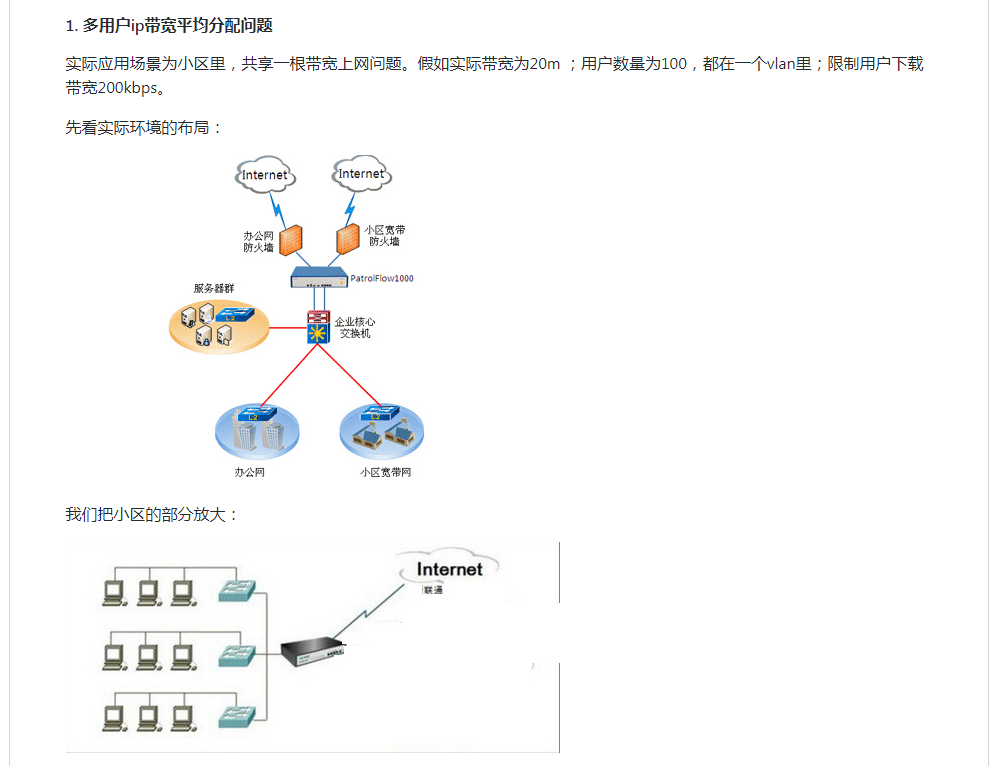 1. 多用户ip带宽平均分配问题
实际应用场景为小区里，共享一根带宽上网问题。假如实际带宽为20m ；用户数量为100，都在一个vlan里；限制用户下载
带宽200kbps。
先看实际环境的布局：
Internet
Internet
办公网
防火墙
小区宽带
防火墙
PatrolFlow1000
服务器群
L2
企业核心
交换机
L2
L2
办公网
小区宽带网
我们把小区的部分放大：
Internet
联通